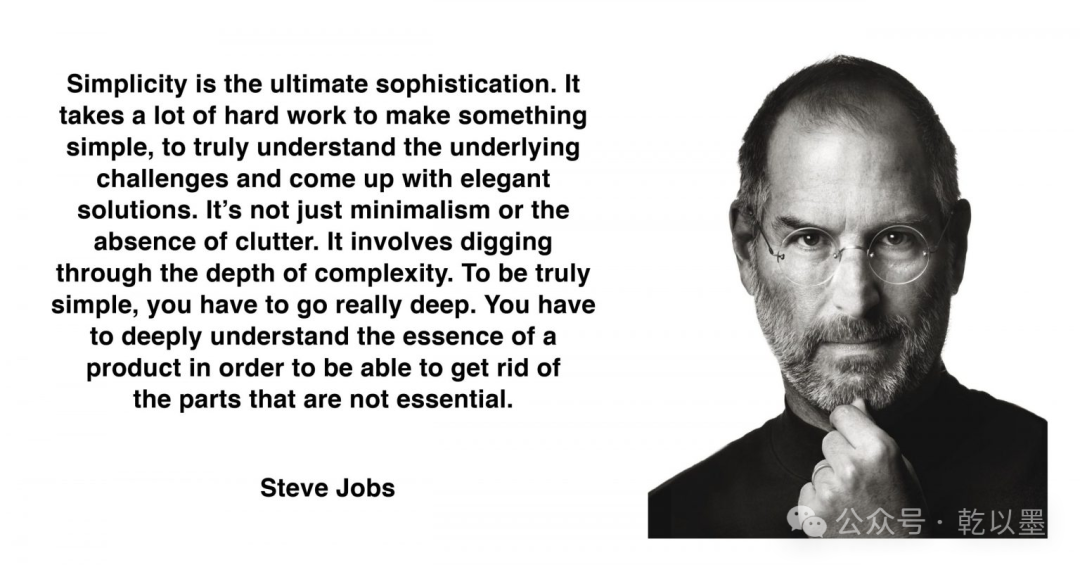 Simplicity is the ultimate sophistication. It
takes a lot of hard work to make something
simple, to truly understand the underlying
challenges and come up with elegant
solutions. It’s not just minimalism or the
absence of clutter. It involves digging
through the depth of complexity. To be truly
simple, you have to go really deep. You have
to deeply understand the essence of a
product in order to be able to get rid of
the parts that are not essential.
Steve Jobs
公众号 · 乾以墨